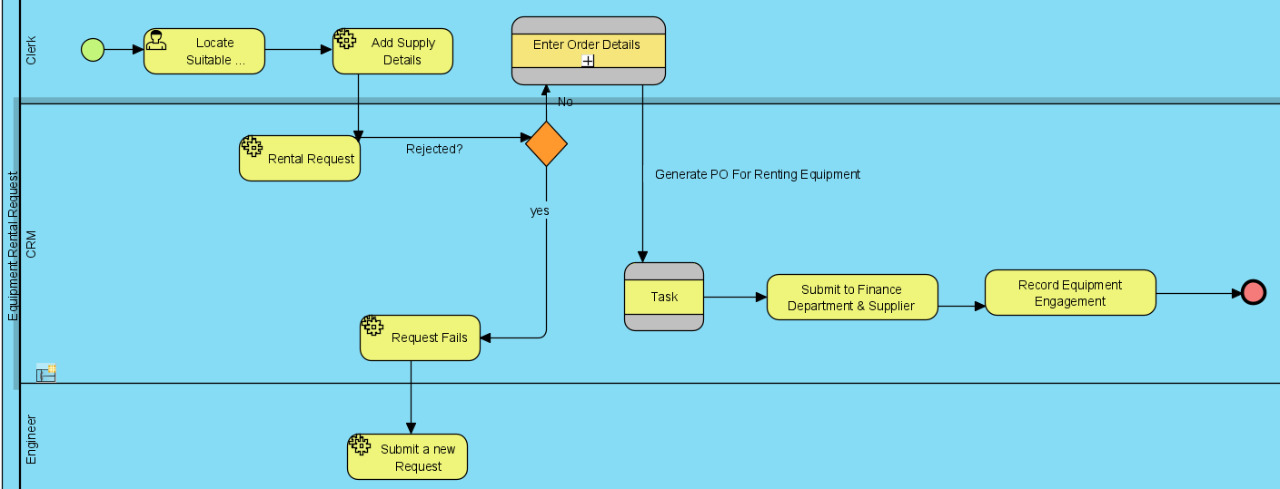 Equipment Rental Request
Clerk
Locate
Suitable ...
Add Supply
Details
Enter Order Details
No
CRM
Rental Request
Rejected?
yes
Generate PO For Renting Equipment
Task
Submit to Finance
Department & Supplier
Record Equipment
Engagement
Request Fails
Engineer
Submit a new
Request